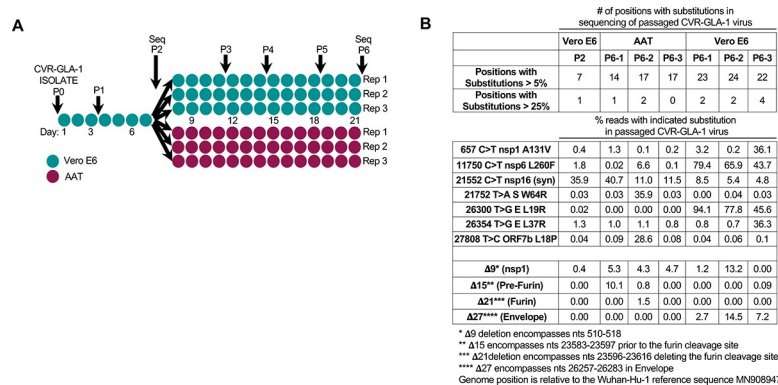 A
Seq
P2
P3
P4
P5
Seq
P6
CVR-GLA-1
ISOLATE
P0
P1
Rep 1
Rep 2
Rep 3
Day: 1 3 6 9 12 15 18 21
Rep 1
Rep 2
Rep 3
Vero E6
AAT
B
# of positions with substitutions in
sequencing of passaged CVR-GLA-1 virus
Vero E6 AAT Vero E6
P2 P6-1 P6-2 P6-3 P6-1 P6-2 P6-3
Positions with
Substitutions > 5% 7 14 17 17 23 24 22
Positions with
Substitutions > 25% 1 1 2 0 2 2 4
% reads with indicated substitution
in passaged CVR-GLA-1 virus
657 C>T nsp1 A131V 0.4 1.3 0.1 0.2 3.2 0.2 36.1
11750 C>T nsp6 L260F 1.8 0.02 6.6 0.1 79.4 65.9 43.7
21552 C>T nsp16 (syn) 35.9 40.7 11.0 11.5 8.5 5.4 4.8
21752 T>A S W64R 0.03 0.03 35.9 0.03 0.00 0.04 0.03
26300 T>G E L19R 0.02 0.00 0.00 0.00 94.1 77.8 45.6
26354 T>G E L37R 1.3 1.0 1.1 0.8 0.8 0.7 36.3
27808 T>C ORF7b L18P 0.04 0.09 28.6 0.08 0.04 0.06 0.1
Δ9* (nsp1) 0.4 5.3 4.3 4.7 1.2 13.2 0.00
Δ15** (Pre-Furin) 0.00 10.1 0.8 0.00 0.00 0.00 0.09
Δ21*** (Furin) 0.00 0.00 1.5 0.00 0.00 0.00 0.00
Δ27**** (Envelope) 0.00 0.00 0.00 0.00 2.7 14.5 7.2
* Δ9 deletion encompasses nts 510-518
** Δ15 encompasses nts 23583-23597 prior to the furin cleavage site
*** Δ21deletion encompasses nts 23596-23616 deleting the furin cleavage site
**** Δ27 encompasses nts 26257-26283 in Envelope
Genome position is relative to the Wuhan-Hu-1 reference sequence MN908947